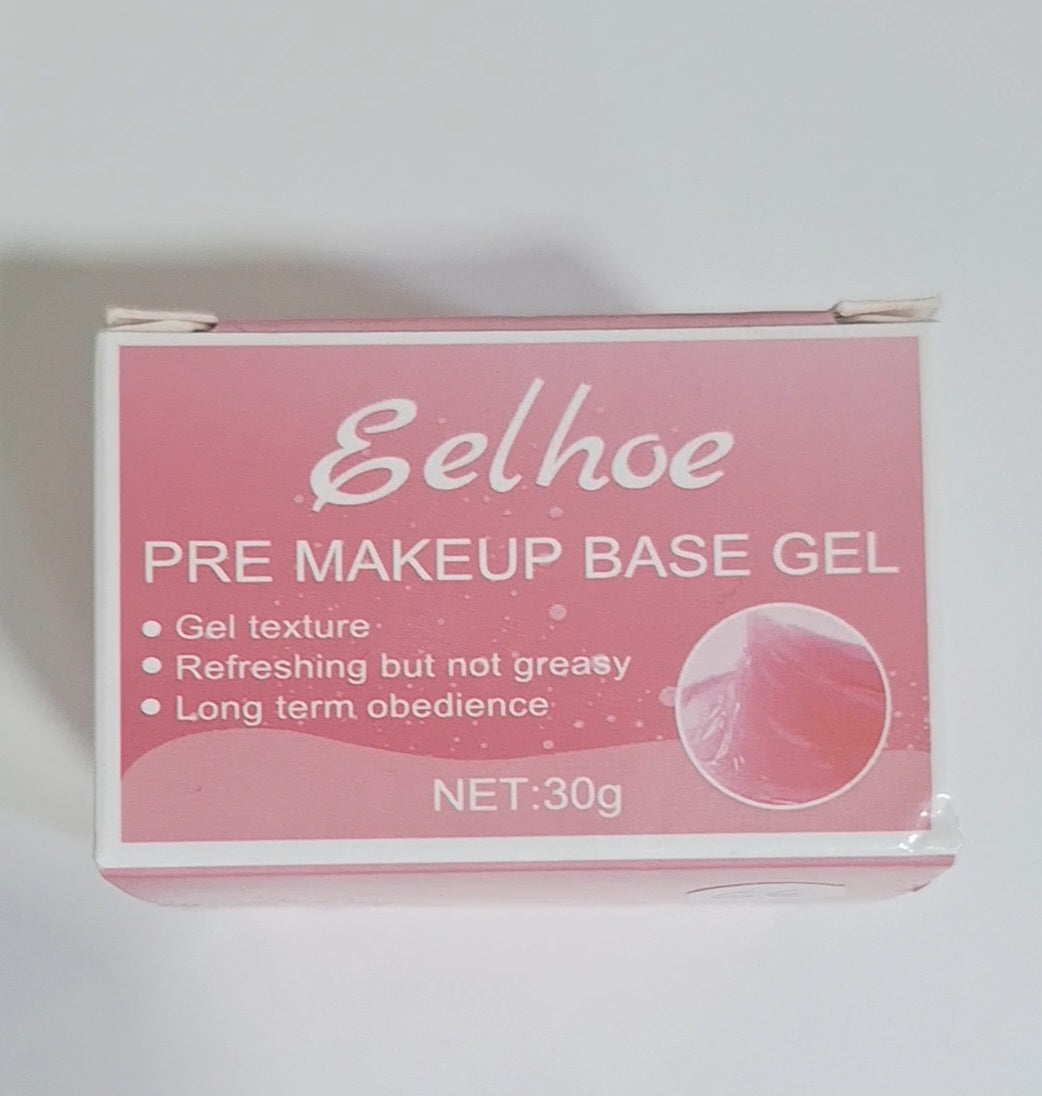 Eelhoe
PRE MAKEUP BASE GEL
● Gel texture
● Refreshing but not greasy
● Long term obedience
NET:30g